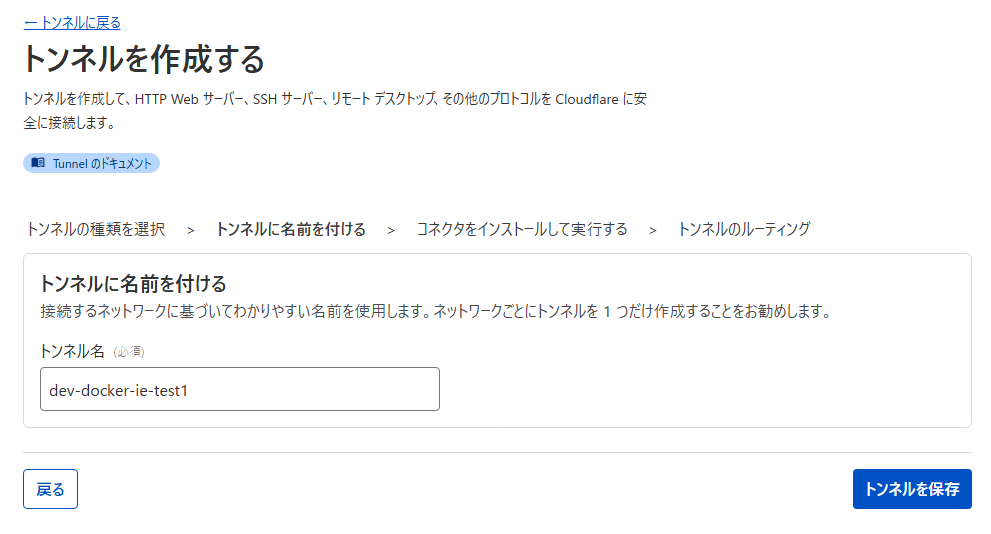 ← トンネルに戻る
トンネルを作成する
トンネルを作成して、HTTP Web サーバー、SSH サーバー、リモート デスクトップ、その他のプロトコルを Cloudflare に安
全に接続します。
Tunnel のドキュメント
トンネルの種類を選択 > トンネルに名前を付ける > コネクタをインストールして実行する > トンネルのルーティング
トンネルに名前を付ける
接続するネットワークに基づいてわかりやすい名前を使用します。ネットワークごとにトンネルを 1 つだけ作成することをお勧めします。
トンネル名 (必須)
dev-docker-ie-test1
戻る トンネルを保存